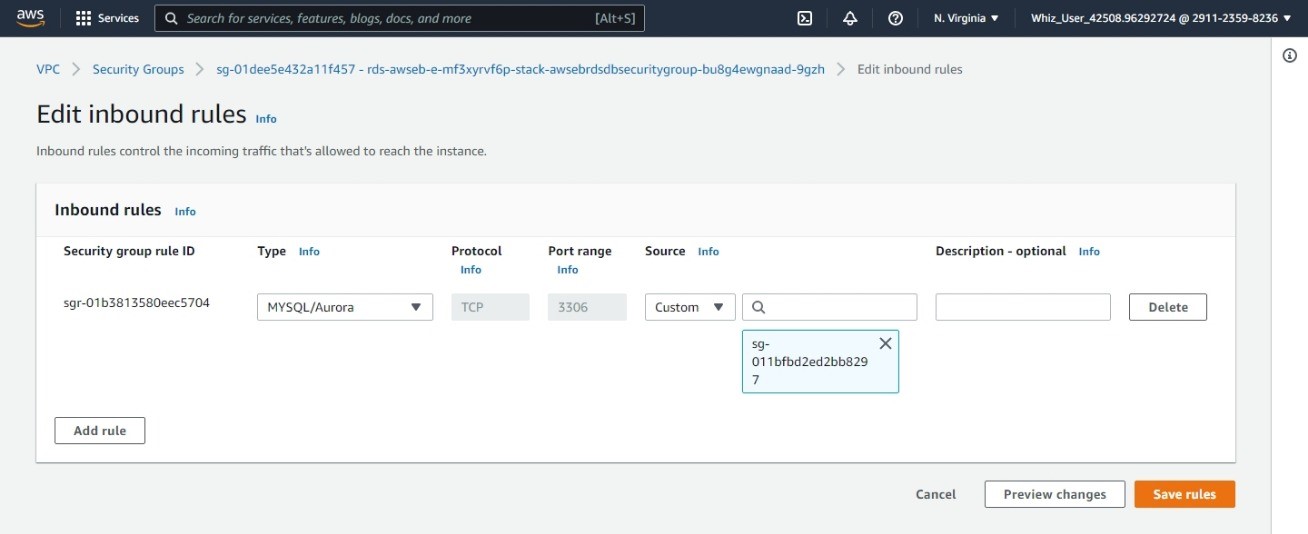 aws
Services
Search for services, features, blogs, docs, and more
[Alt+S]
N. Virginia
Whiz_User_42508.96292724 @ 2911-2359-8236
VPC
Security Groups
sg-01dee5e432a11f457 - rds-awseb-e-mf3xyrvf6p-stack-awsebrdsdbsecuritygroup-bu8g4ewgnaad-9gzh
Edit inbound rules
Edit inbound rules Info
Inbound rules control the incoming traffic that's allowed to reach the instance.
Inbound rules Info
Security group rule ID
Type Info
Protocol
Info
Port range
Info
Source Info
Description - optional Info
sgr-01b3813580eec5704
MYSQL/Aurora
TCP
3306
Custom
Delete
sg-
011bfbd2ed2bb829
7
Add rule
Cancel
Preview changes
Save rules